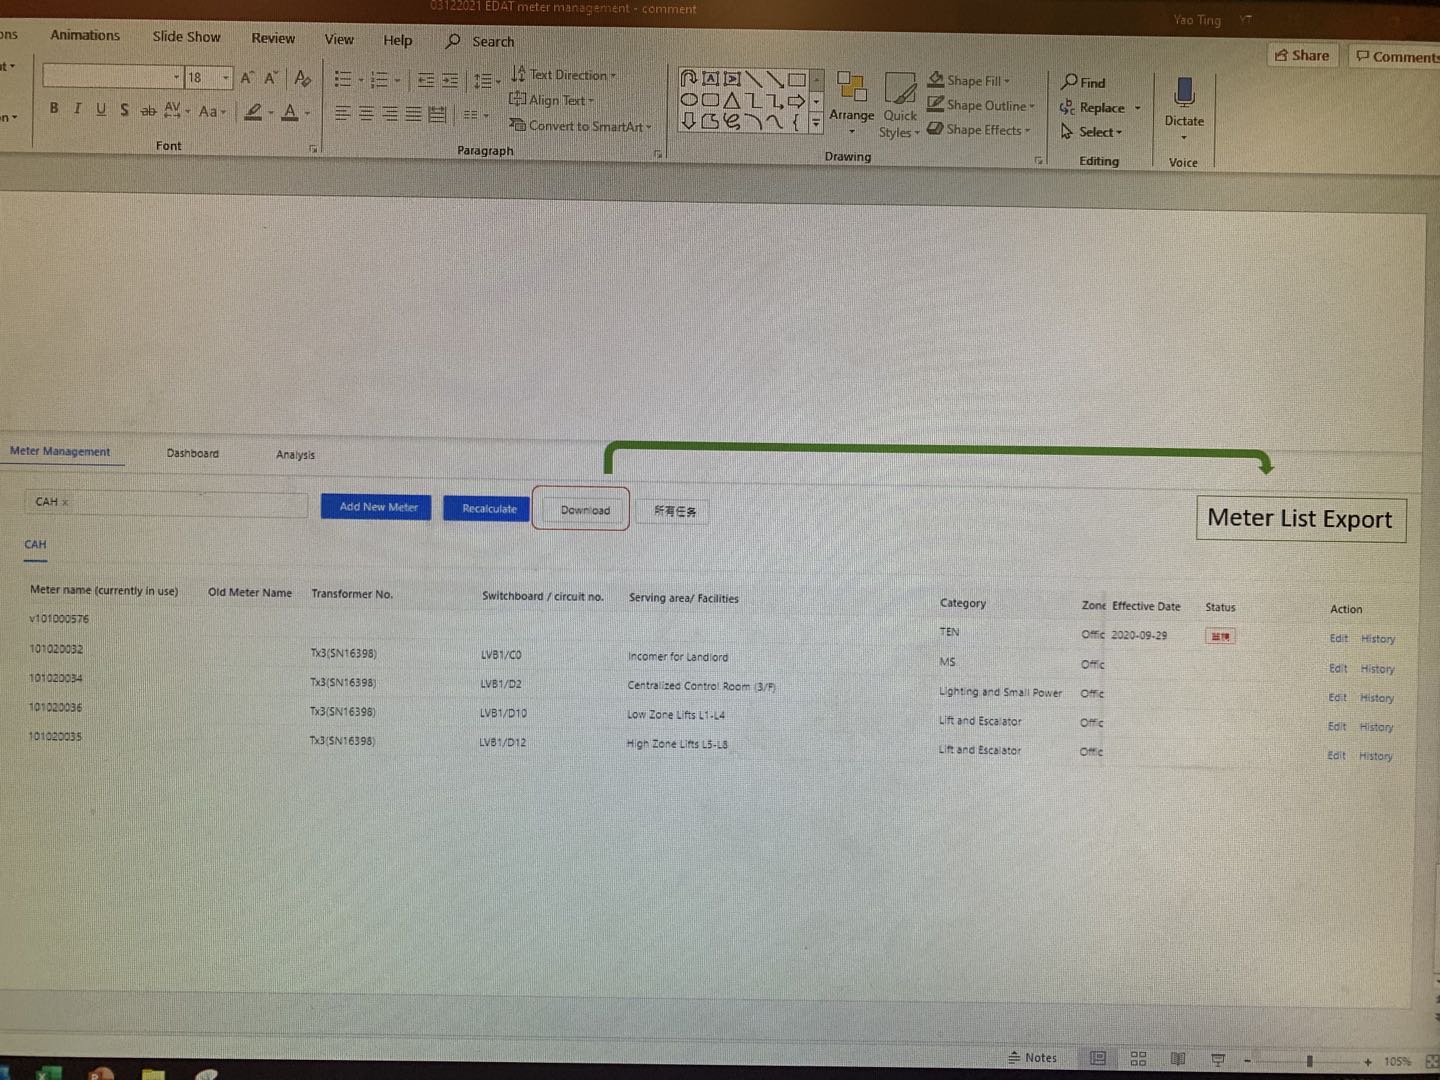 03122021 EDAT meter management - comment
Yao Ting YT
ons Animations Slide Show Review View Help Search
Share Comments
18 A^ A˅ A
B I U S ab AV Aa A
Font
Text Direction
Align Text
Convert to SmartArt
Paragraph
Arrange
Quick Styles
Shape Fill
Shape Outline
Shape Effects
Drawing
Find
Replace
Select
Editing
Dictate
Voice
Meter Management Dashboard Analysis
CAH × Add New Meter Recalculate Download 所有任务
Meter List Export
CAH
Meter name (currently in use) Old Meter Name Transformer No. Switchboard / circuit no. Serving area/ Facilities Category Zone Effective Date Status Action
v101000576 TEN Offic 2020-09-29 Edit History
101020032 Tx3(SN16398) LVB1/C0 Incomer for Landlord MS Offic Edit History
101020034 Tx3(SN16398) LVB1/D2 Centralized Control Room (3/F) Lighting and Small Power Offic Edit History
101020036 Tx3(SN16398) LVB1/D10 Low Zone Lifts L1-L4 Lift and Escalator Offic Edit History
101020035 Tx3(SN16398) LVB1/D12 High Zone Lifts L5-L8 Lift and Escalator Offic Edit History
Notes 105%